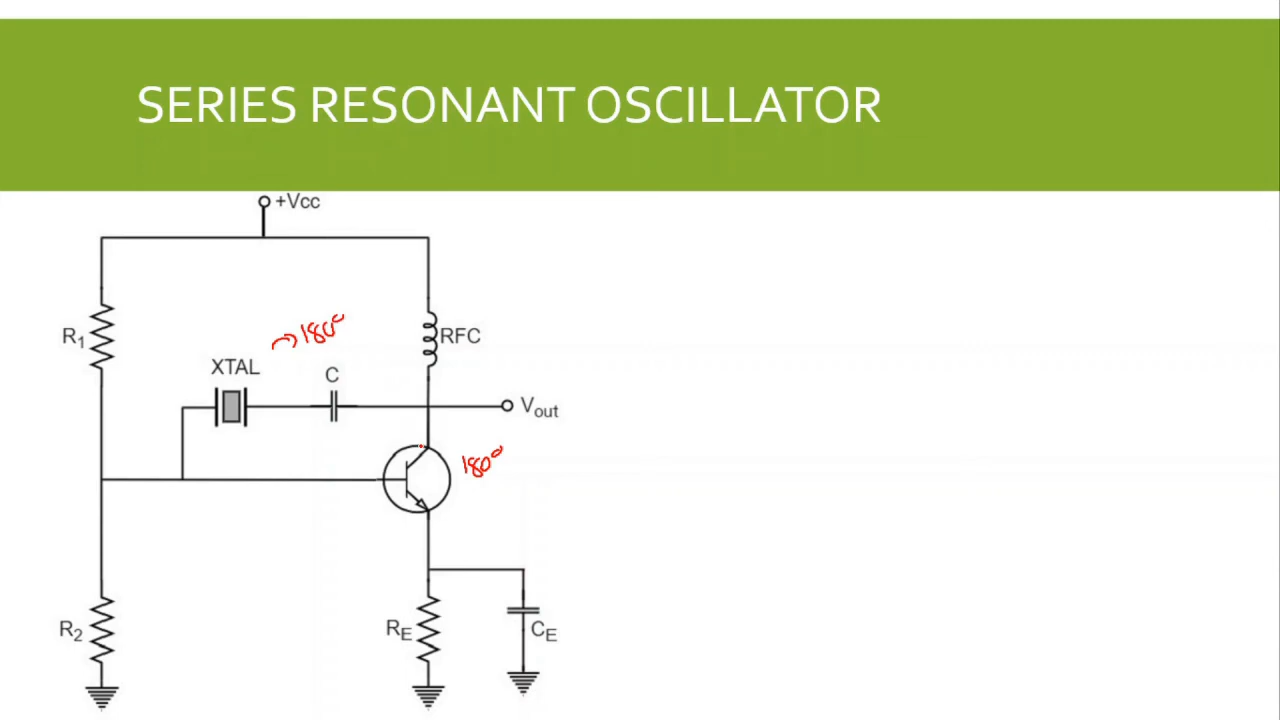 SERIES RESONANT OSCILLATOR
+Vcc
→180°
R1
RFC
XTAL
C
Vout
180°
R2
RE
CE